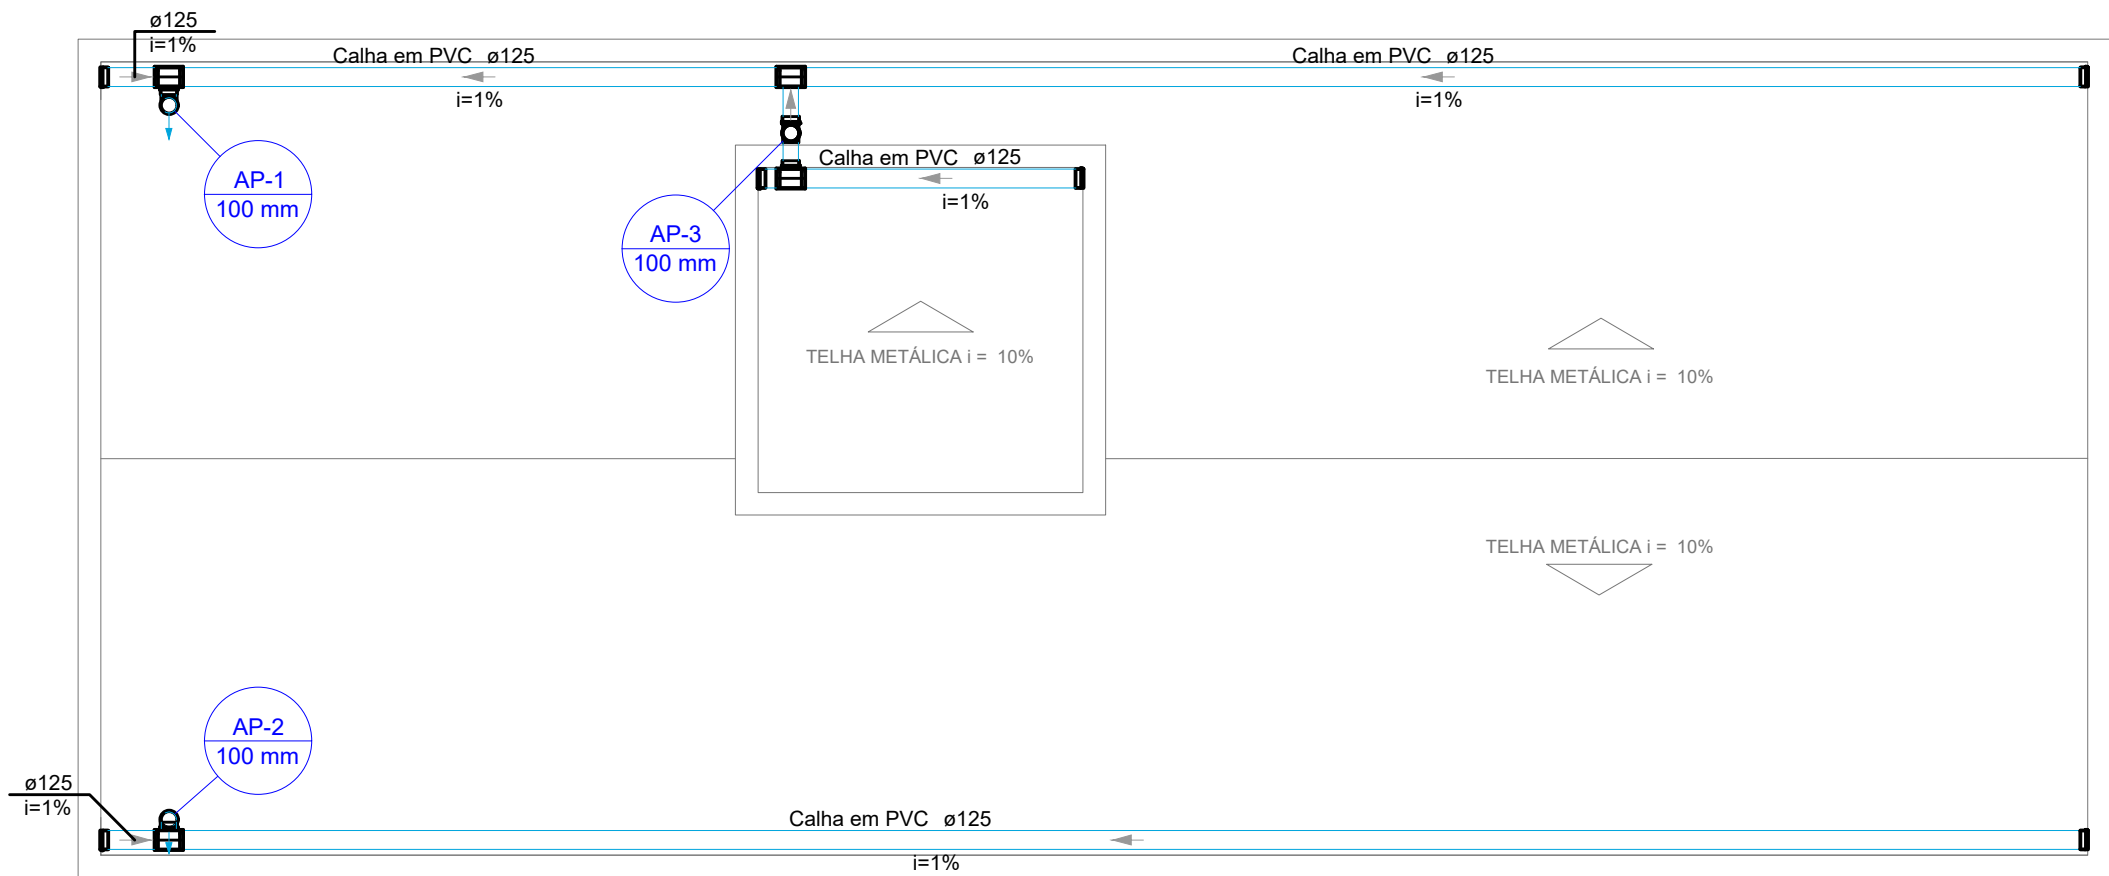 ø125
i=1%
Calha em PVC ø125
i=1%
Calha em PVC ø125
i=1%
AP-1
100 mm
Calha em PVC ø125
i=1%
AP-3
100 mm
TELHA METÁLICA i = 10%
TELHA METÁLICA i = 10%
TELHA METÁLICA i = 10%
AP-2
100 mm
ø125
i=1%
Calha em PVC ø125
i=1%